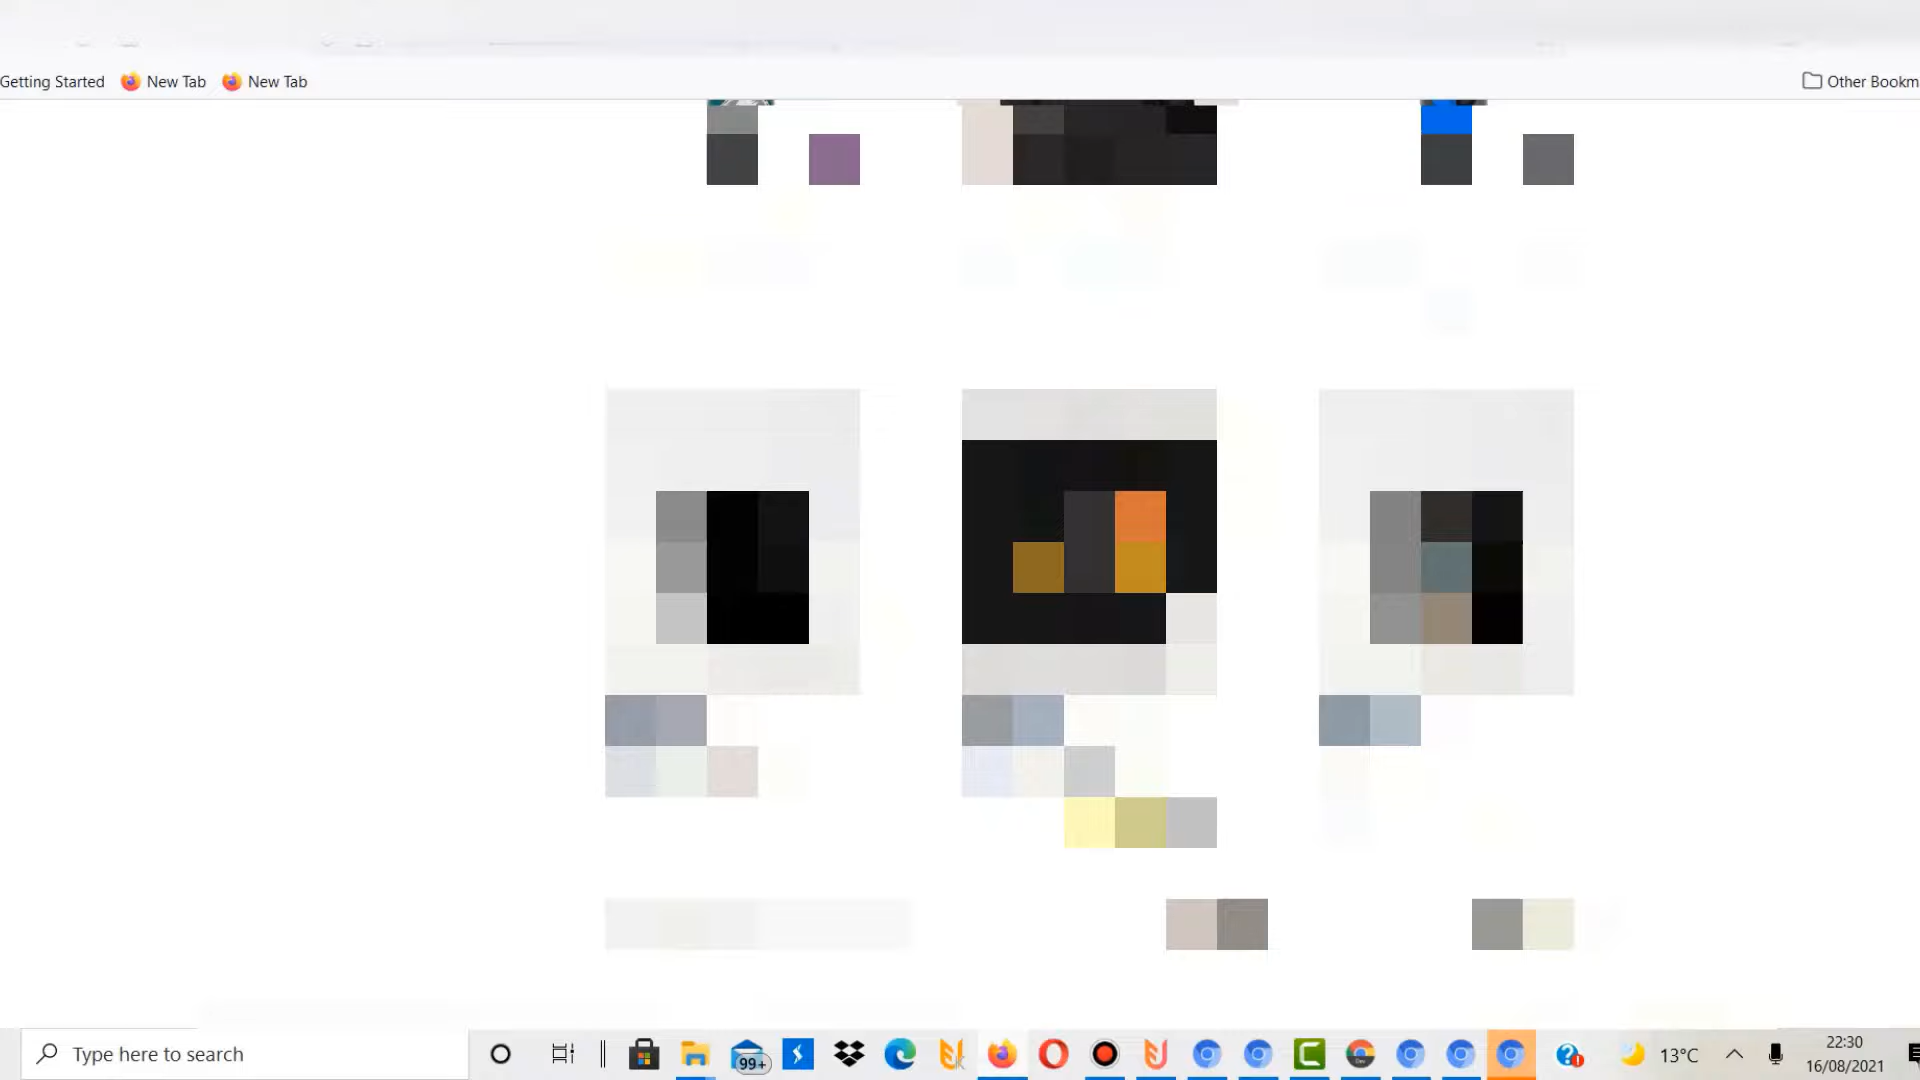 Getting Started New Tab New Tab Other Bookm
Type here to search 99+ 13°C 22:30
16/08/2021